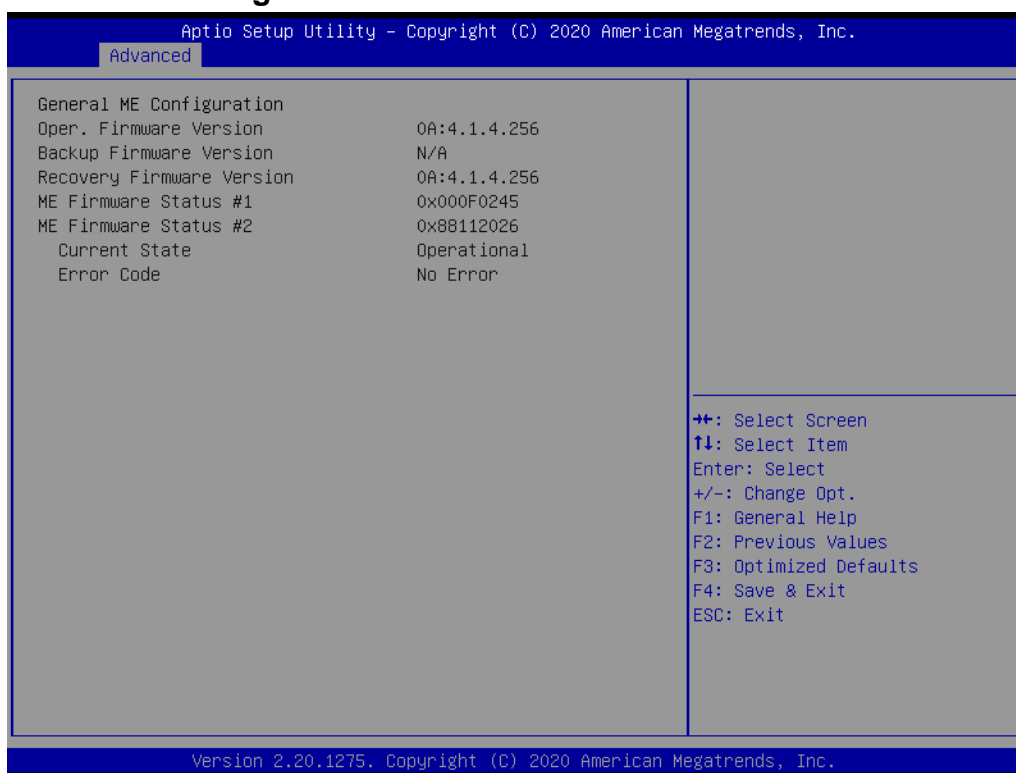 Aptio Setup Utility – Copyright (C) 2020 American Megatrends, Inc.
Advanced
General ME Configuration
Oper. Firmware Version 0A:4.1.4.256
Backup Firmware Version N/A
Recovery Firmware Version 0A:4.1.4.256
ME Firmware Status #1 0x000F0245
ME Firmware Status #2 0x88112026
Current State Operational
Error Code No Error
→←: Select Screen
↑↓: Select Item
Enter: Select
+/-: Change Opt.
F1: General Help
F2: Previous Values
F3: Optimized Defaults
F4: Save & Exit
ESC: Exit
Version 2.20.1275. Copyright (C) 2020 American Megatrends, Inc.